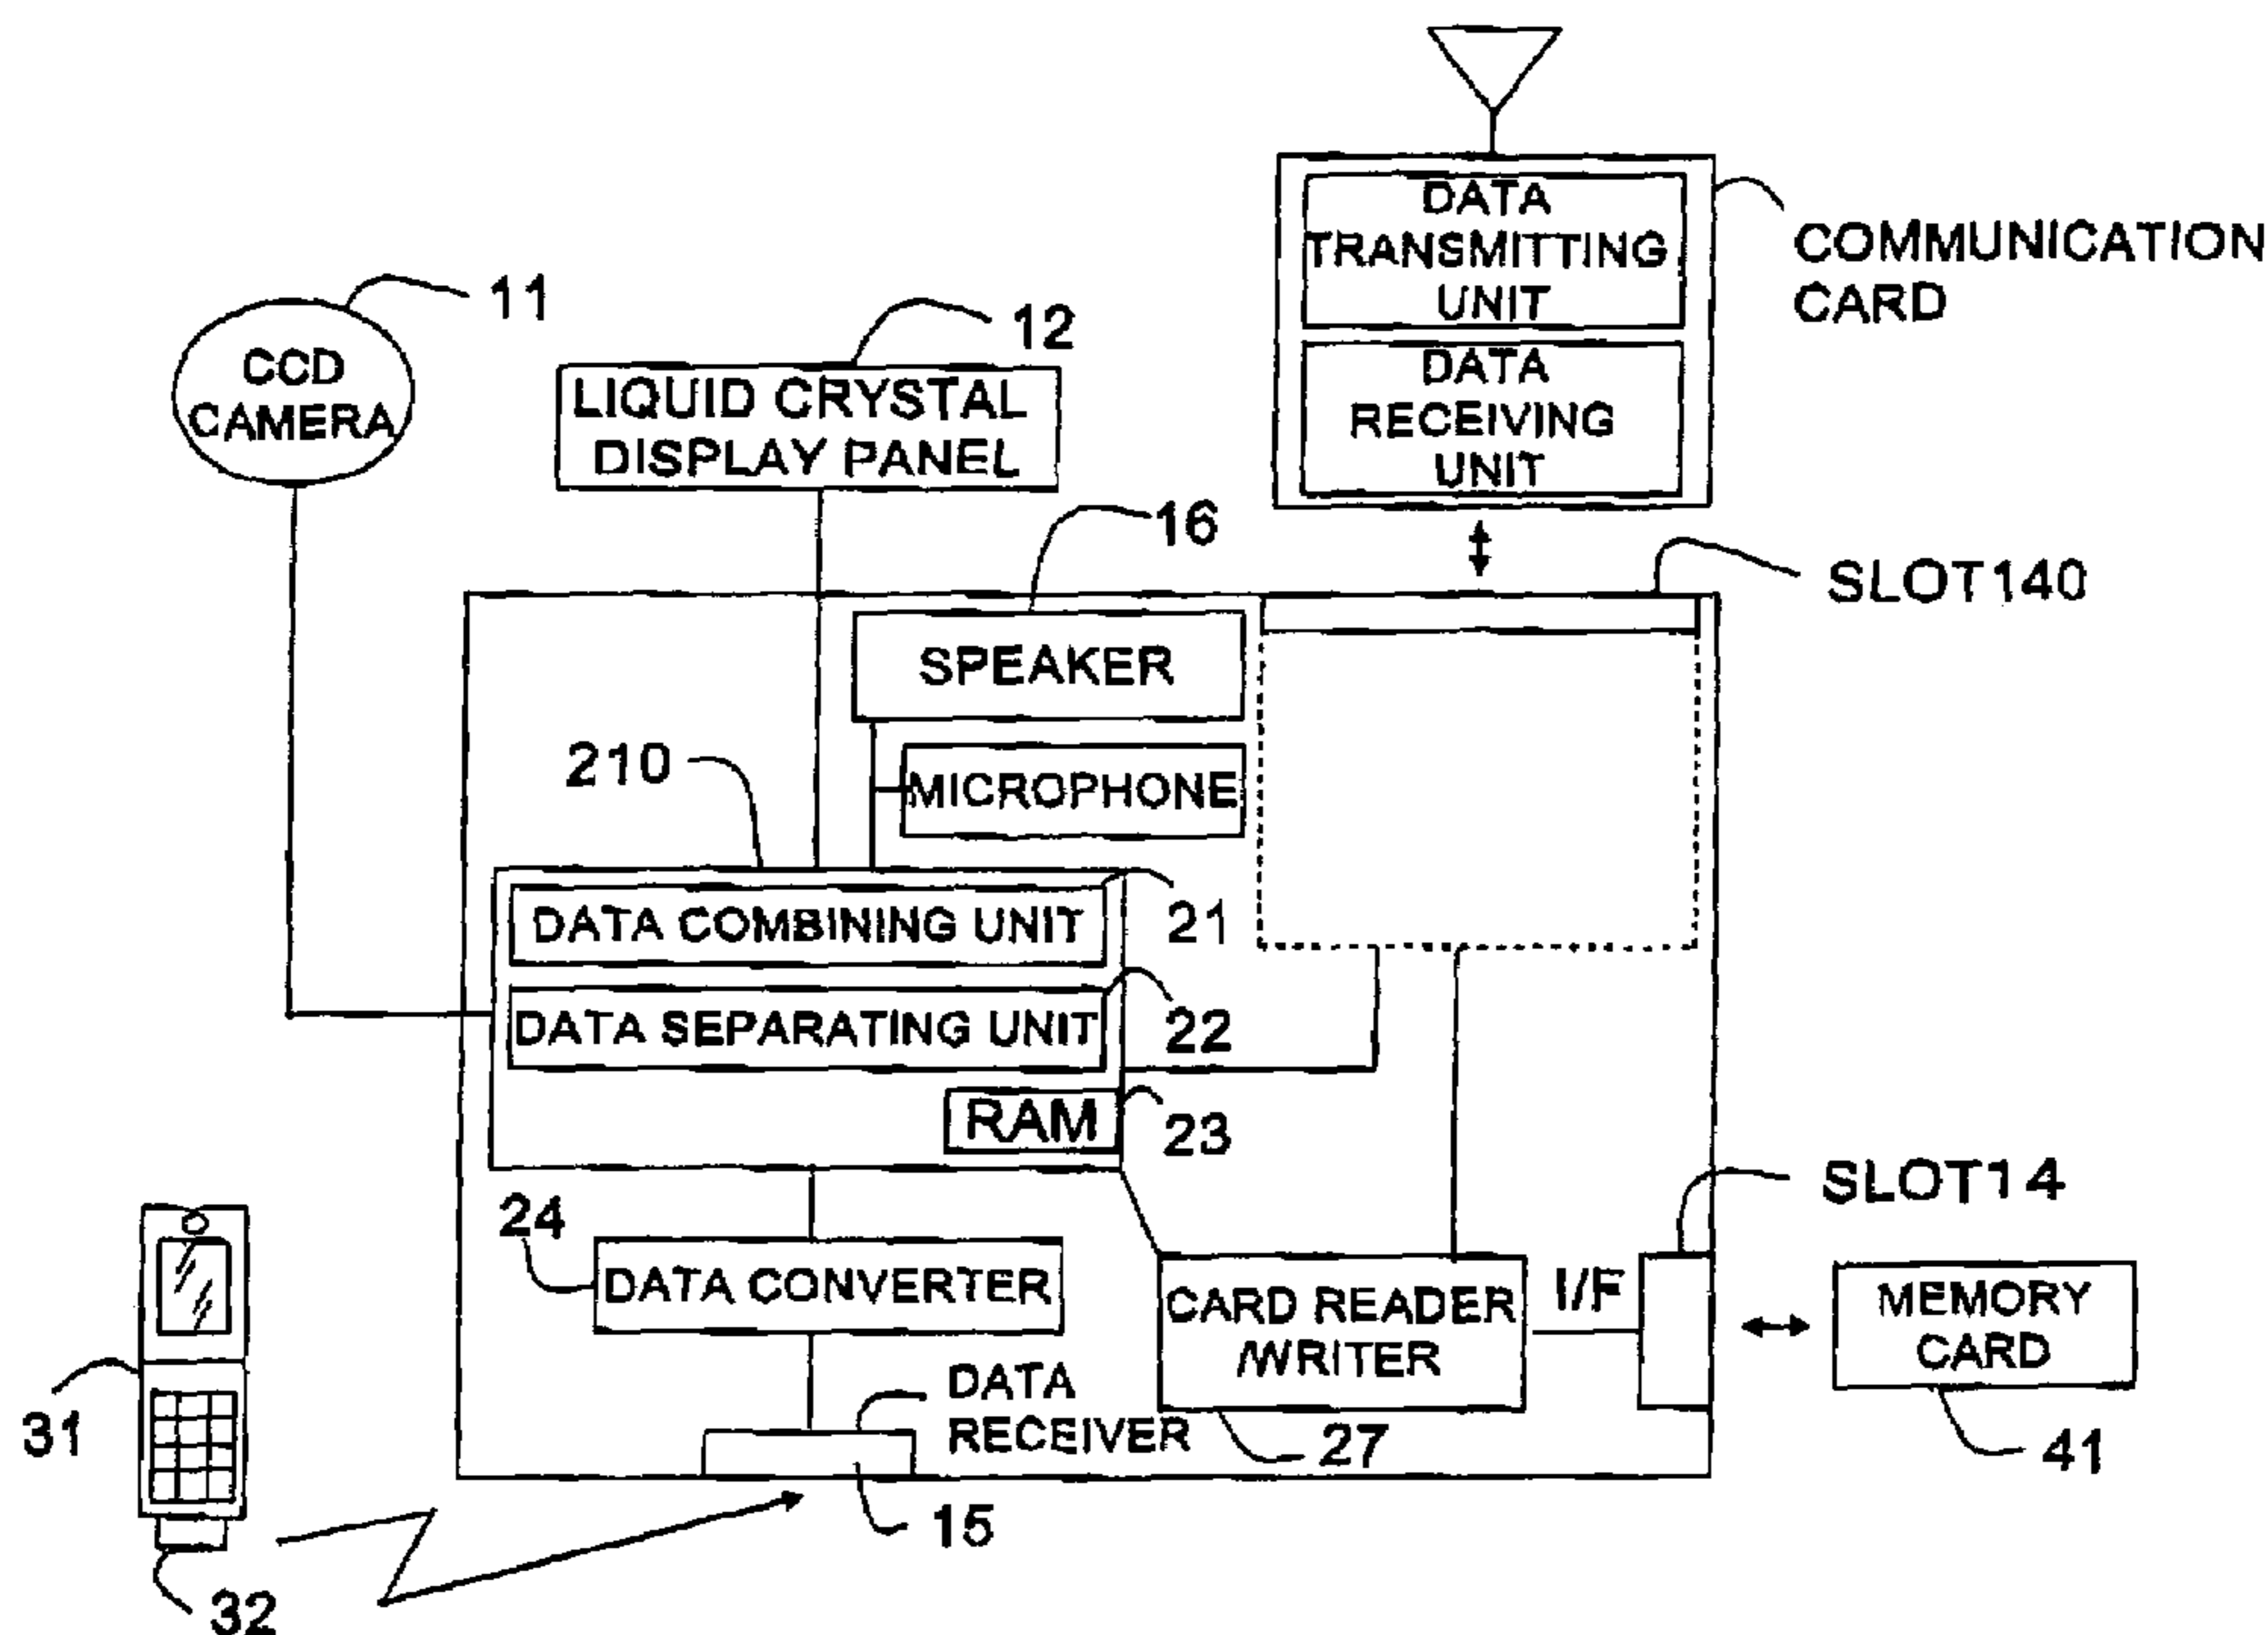 DATA
TRANSMITTING
UNIT
COMMUNICATION
CARD
11
CCD
CAMERA
12
LIQUID CRYSTAL
DISPLAY PANEL
DATA
RECEIVING
UNIT
16
SLOT140
SPEAKER
210
MICROPHONE
DATA COMBINING UNIT
21
DATA SEPARATING UNIT
22
RAM
23
SLOT14
24
DATA CONVERTER
CARD READER
/WRITER
I/F
MEMORY
CARD
31
DATA
RECEIVER
27
41
15
32